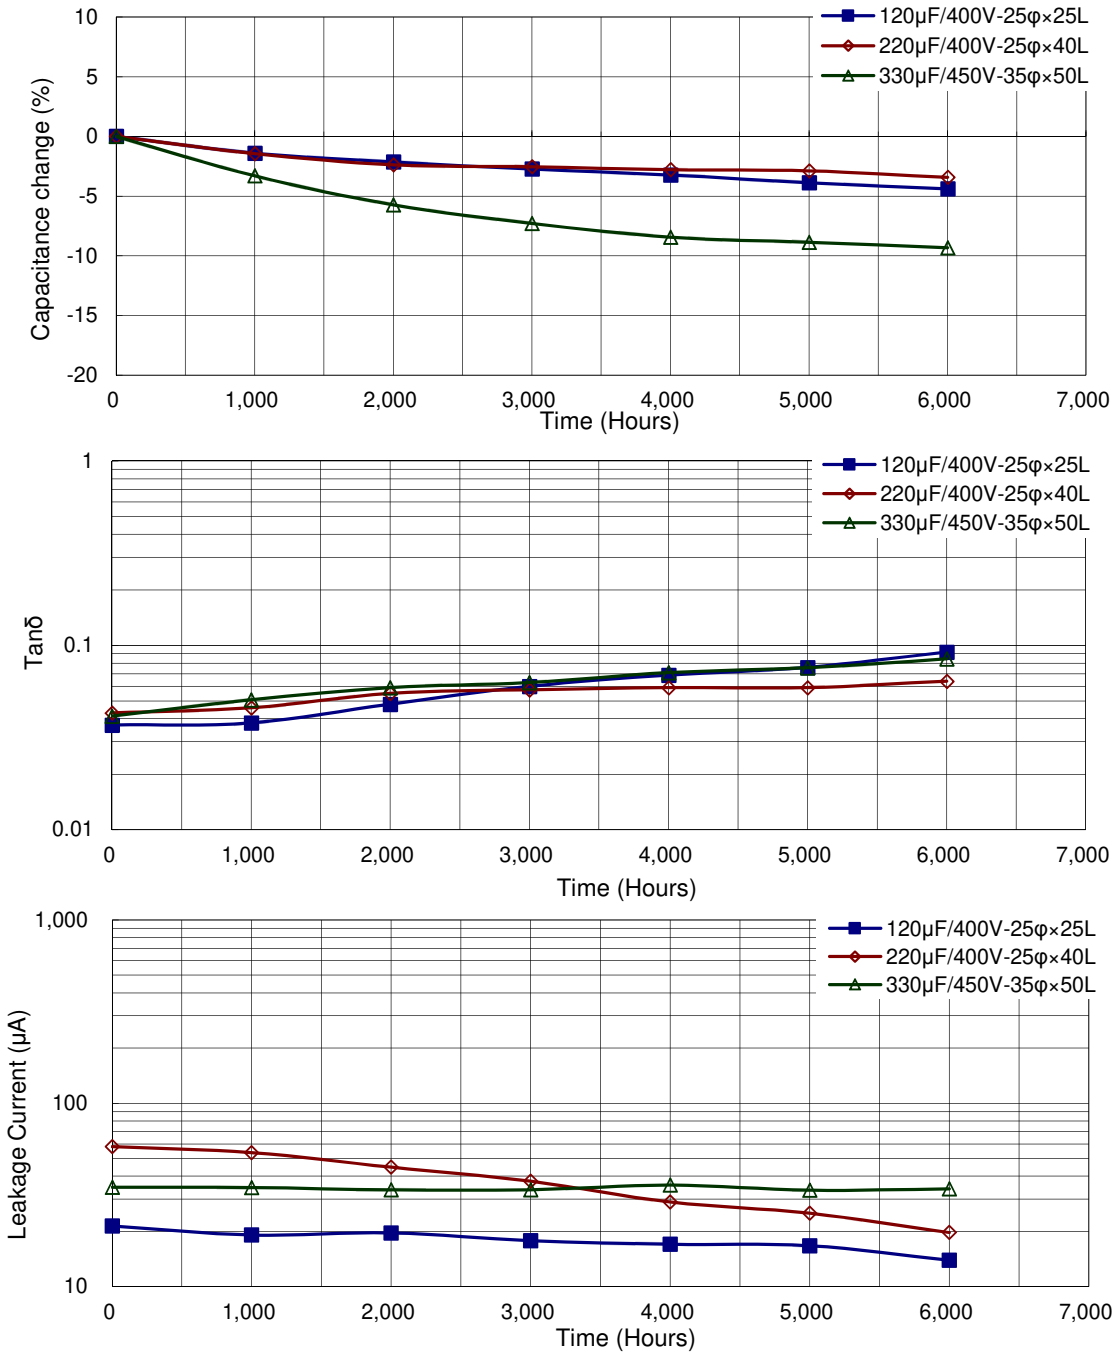 10
5
0
-5
-10
-15
-20
Capacitance change (%)
120µF/400V-25φ×25L
220µF/400V-25φ×40L
330µF/450V-35φ×50L
0 1,000 2,000 3,000 4,000 5,000 6,000 7,000
Time (Hours)
1
0.1
0.01
Tanδ
120µF/400V-25φ×25L
220µF/400V-25φ×40L
330µF/450V-35φ×50L
0 1,000 2,000 3,000 4,000 5,000 6,000 7,000
Time (Hours)
1,000
100
10
Leakage Current (µA)
120µF/400V-25φ×25L
220µF/400V-25φ×40L
330µF/450V-35φ×50L
0 1,000 2,000 3,000 4,000 5,000 6,000 7,000
Time (Hours)